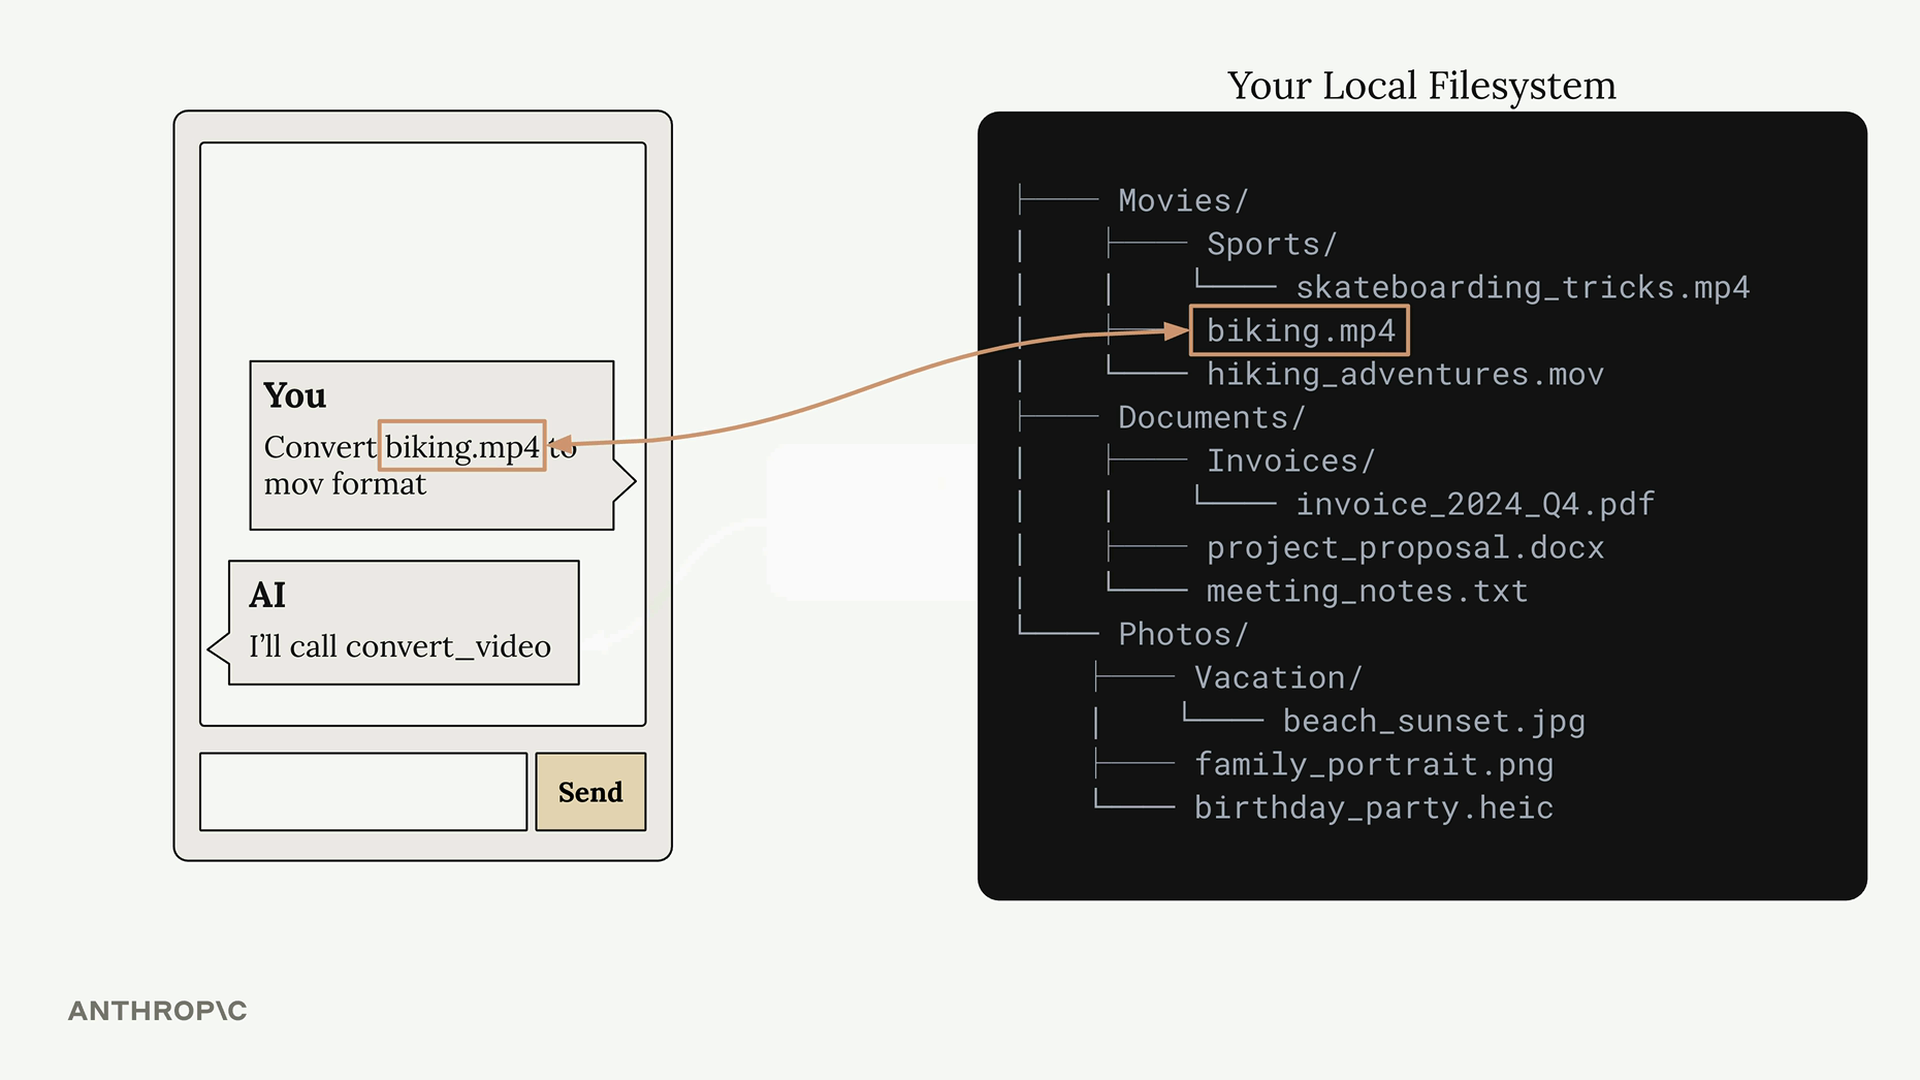 Your Local Filesystem
You
Convert biking.mp4 to
mov format
AI
I'll call convert_video
Send
Movies/
Sports/
skateboarding_tricks.mp4
biking.mp4
hiking_adventures.mov
Documents/
Invoices/
invoice_2024_Q4.pdf
project_proposal.docx
meeting_notes.txt
Photos/
Vacation/
beach_sunset.jpg
family_portrait.png
birthday_party.heic
ANTHROP\C